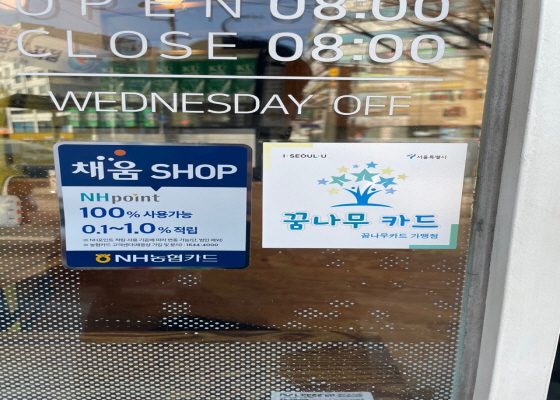 OPEN 08:00
CLOSE 08:00
WEDNESDAY OFF
채움 SHOP
NHpoint
100% 사용가능
0.1~1.0% 적립
NH농협카드
I·SEOUL·U
서울특별시
꿈나무 카드
꿈나무카드 가맹점